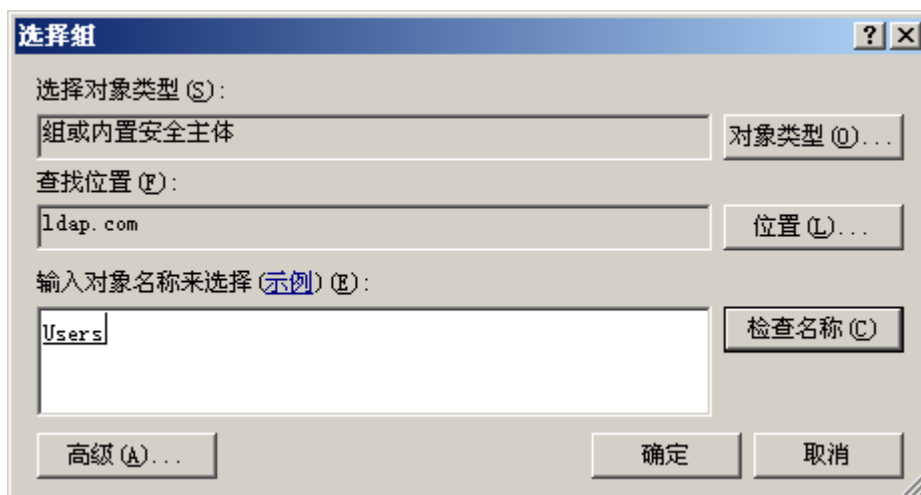 选择组
选择对象类型(S):
组或内置安全主体
对象类型(O)...
查找位置(F):
ldap.com
位置(L)...
输入对象名称来选择(示例)(E):
Users
检查名称(C)
高级(A)...
确定
取消